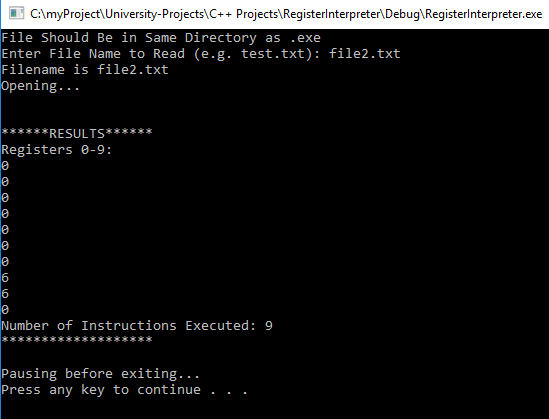 C:\myProject\University-Projects\C++ Projects\RegisterInterpreter\Debug\RegisterInterpreter.exe
File Should Be in Same Directory as .exe
Enter File Name to Read (e.g. test.txt): file2.txt
Filename is file2.txt
Opening...
******RESULTS******
Registers 0-9:
0
0
0
0
0
0
0
6
6
0
Number of Instructions Executed: 9
*******************
Pausing before exiting...
Press any key to continue . . .